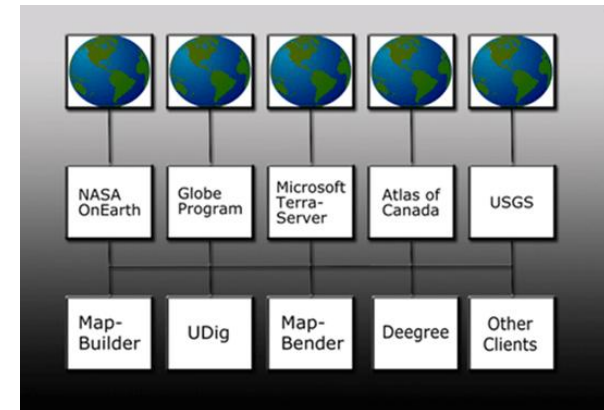 NASA
OnEarth
Globe
Program
Microsoft
Terra-
Server
Atlas of
Canada
USGS
Map-
Builder
UDig
Map-
Bender
Deegree
Other
Clients